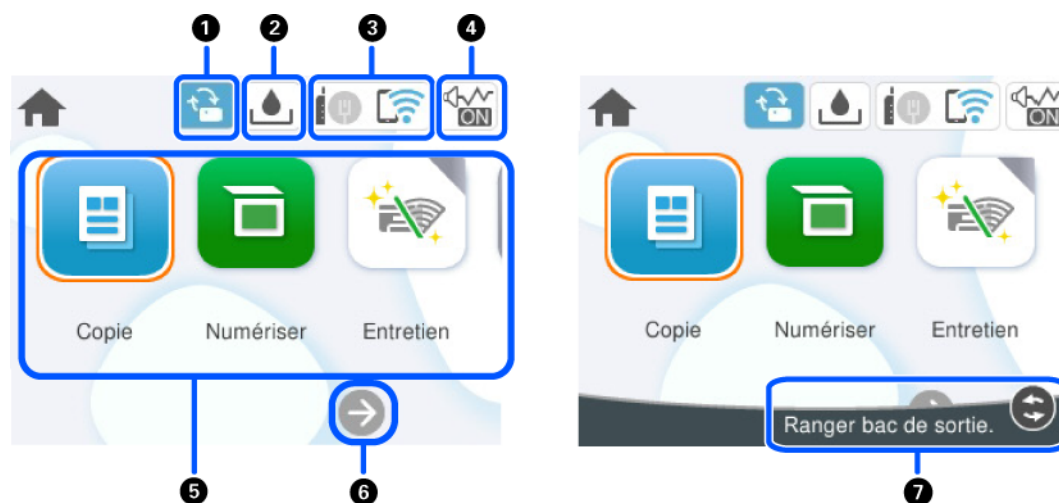 1 2 3 4
ON
ON
Copie Numériser Entretien
Copie Numériser Entretien
Ranger bac de sortie.
5 6 7